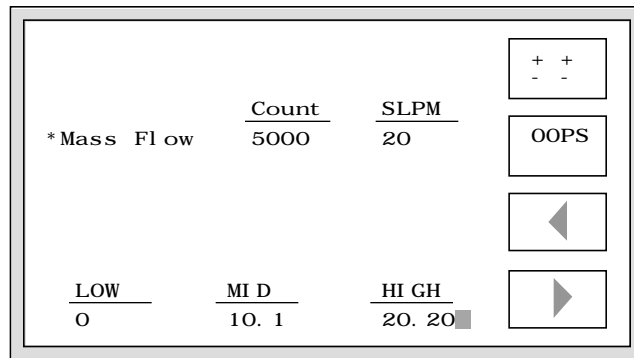 + +
- -
Count SLPM
*Mass Flow 5000 20 OOPS
LOW MID HIGH
0 10.1 20.20